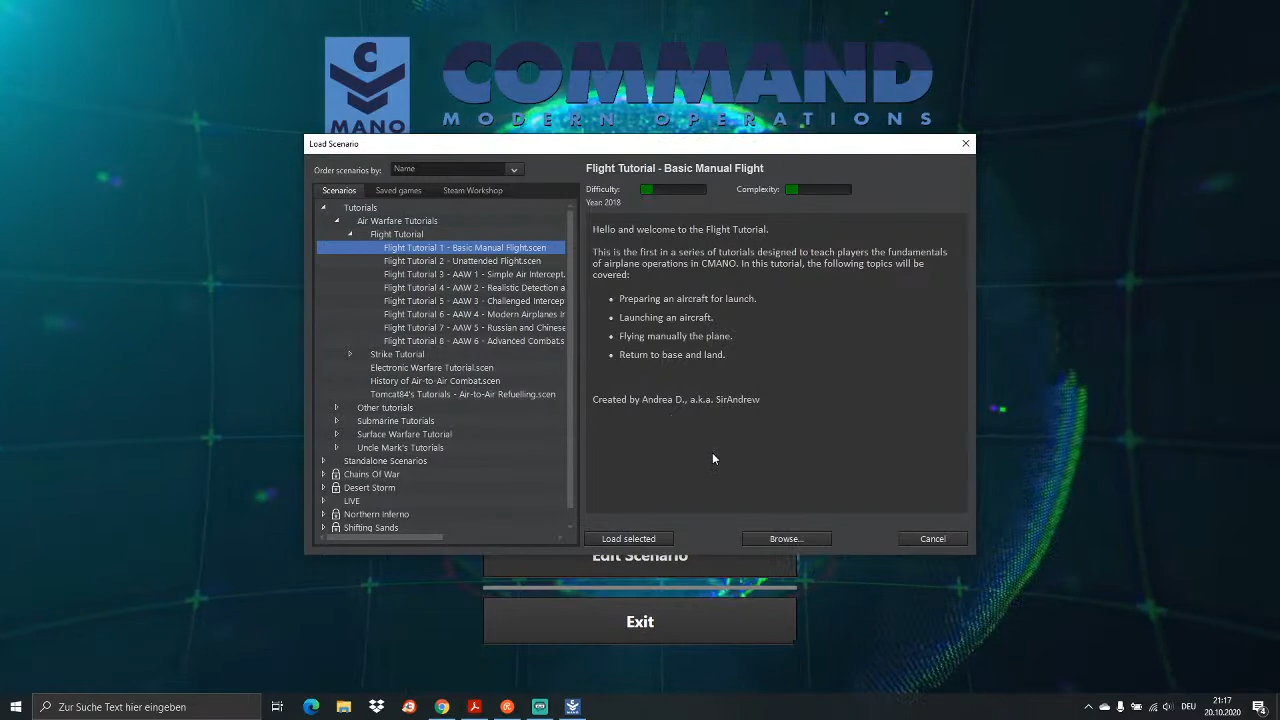 C
COMMAND
MODERN OPERATIONS
MANO
Load Scenario
Order scenarios by:
Name
Scenarios
Saved games
Steam Workshop
Tutorials
Air Warfare Tutorials
Flight Tutorial
Flight Tutorial 1 - Basic Manual Flight.scen
Flight Tutorial 2 - Unattended Flight.scen
Flight Tutorial 3 - AAW 1 - Simple Air Intercept.
Flight Tutorial 4 - AAW 2 - Realistic Detection a
Flight Tutorial 5 - AAW 3 - Challenged Intercep
Flight Tutorial 6 - AAW 4 - Modern Airplanes Ir
Flight Tutorial 7 - AAW 5 - Russian and Chinese
Flight Tutorial 8 - AAW 6 - Advanced Combat.s
Strike Tutorial
Electronic Warfare Tutorial.scen
History of Air-to-Air Combat.scen
Tomcat84's Tutorials - Air-to-Air Refuelling.scen
Other tutorials
Submarine Tutorials
Surface Warfare Tutorial
Uncle Mark's Tutorials
Standalone Scenarios
Chains Of War
Desert Storm
LIVE
Northern Inferno
Shifting Sands
Flight Tutorial - Basic Manual Flight
Difficulty:
Complexity:
Year: 2018
Hello and welcome to the Flight Tutorial.
This is the first in a series of tutorials designed to teach players the fundamentals
of airplane operations in CMANO. In this tutorial, the following topics will be
covered:
• Preparing an aircraft for launch.
• Launching an aircraft.
• Flying manually the plane.
• Return to base and land.
Created by Andrea D., a.k.a. SirAndrew
Load selected
Browse...
Cancel
Edit Scenario
Exit
Zur Suche Text hier eingeben
MANO
DEU
21:17
20.10.2020